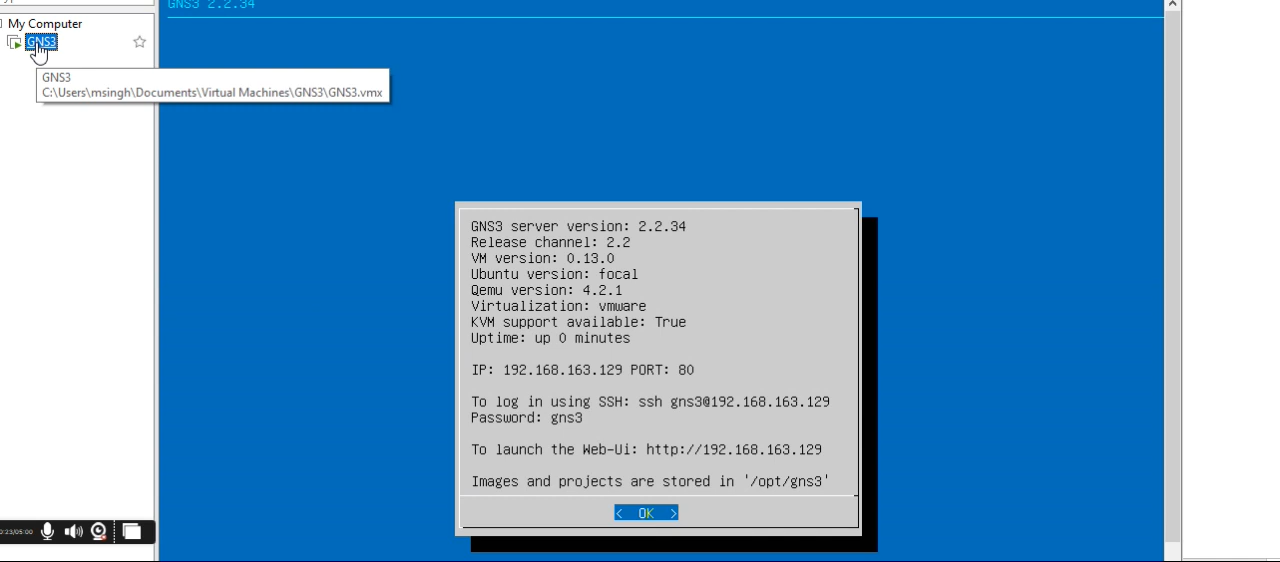 GNS3 2.2.34
My Computer
GNS3
GNS3
C:\Users\msingh\Documents\Virtual Machines\GNS3\GNS3.vmx
GNS3 server version: 2.2.34
Release channel: 2.2
VM version: 0.13.0
Ubuntu version: focal
Qemu version: 4.2.1
Virtualization: vmware
KVM support available: True
Uptime: up 0 minutes
IP: 192.168.163.129 PORT: 80
To log in using SSH: ssh gns3@192.168.163.129
Password: gns3
To launch the Web-Ui: http://192.168.163.129
Images and projects are stored in '/opt/gns3'
< OK >
0:23/05:00